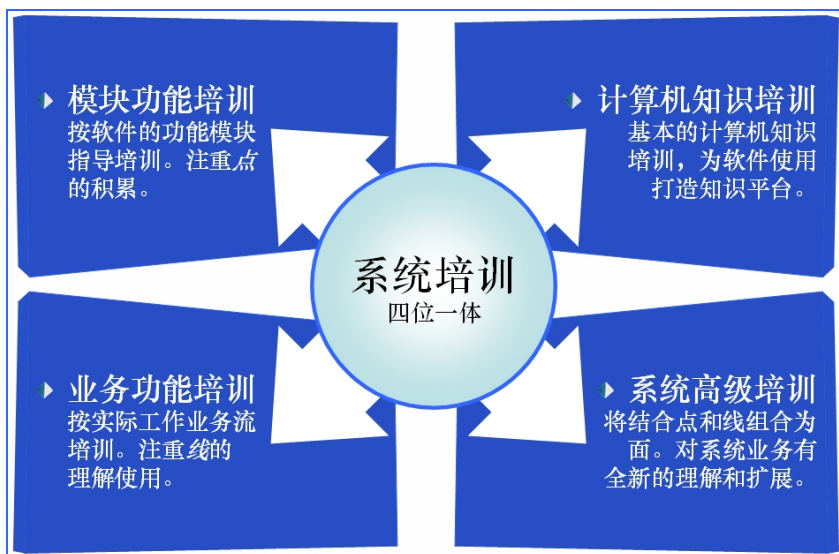 模块功能培训
按软件的功能模块
指导培训。注重点
的积累。
计算机知识培训
基本的计算机知识
培训，为软件使用
打造知识平台。
系统培训
四位一体
业务功能培训
按实际工作业务流
培训。注重线的
理解使用。
系统高级培训
将结合点和线组合为
面。对系统业务有
全新的理解和扩展。